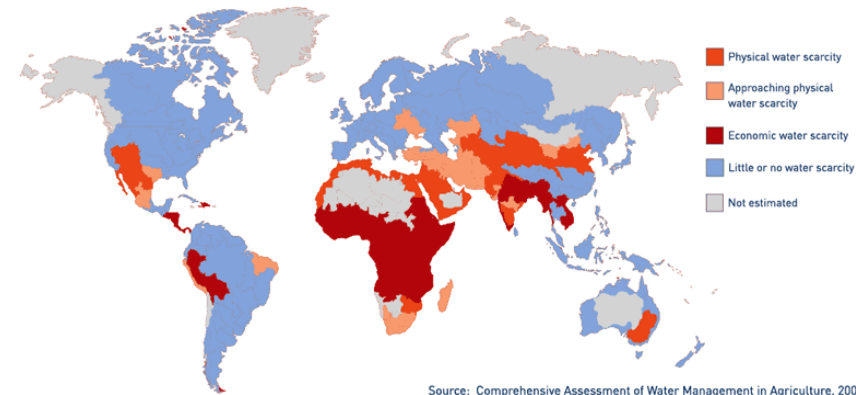 Physical water scarcity
Approaching physical
water scarcity
Economic water scarcity
Little or no water scarcity
Not estimated
Source: Comprehensive Assessment of Water Management in Agriculture, 200